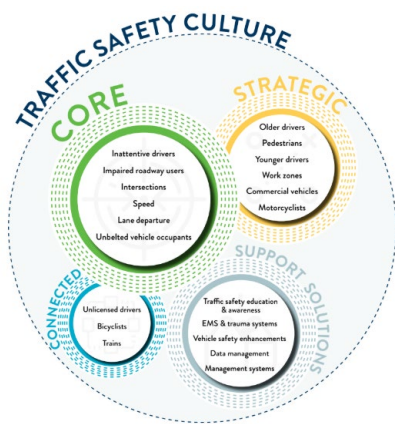 TRAFFIC SAFETY CULTURE
CORE
Inattentive drivers
Impaired roadway users
Intersections
Speed
Lane departure
Unbelted vehicle occupants
STRATEGIC
Older drivers
Pedestrians
Younger drivers
Work zones
Commercial vehicles
Motorcyclists
CONNECTED
Unlicensed drivers
Bicyclists
Trains
SUPPORT SOLUTIONS
Traffic safety education
& awareness
EMS & trauma systems
Vehicle safety enhancements
Data management
Management systems